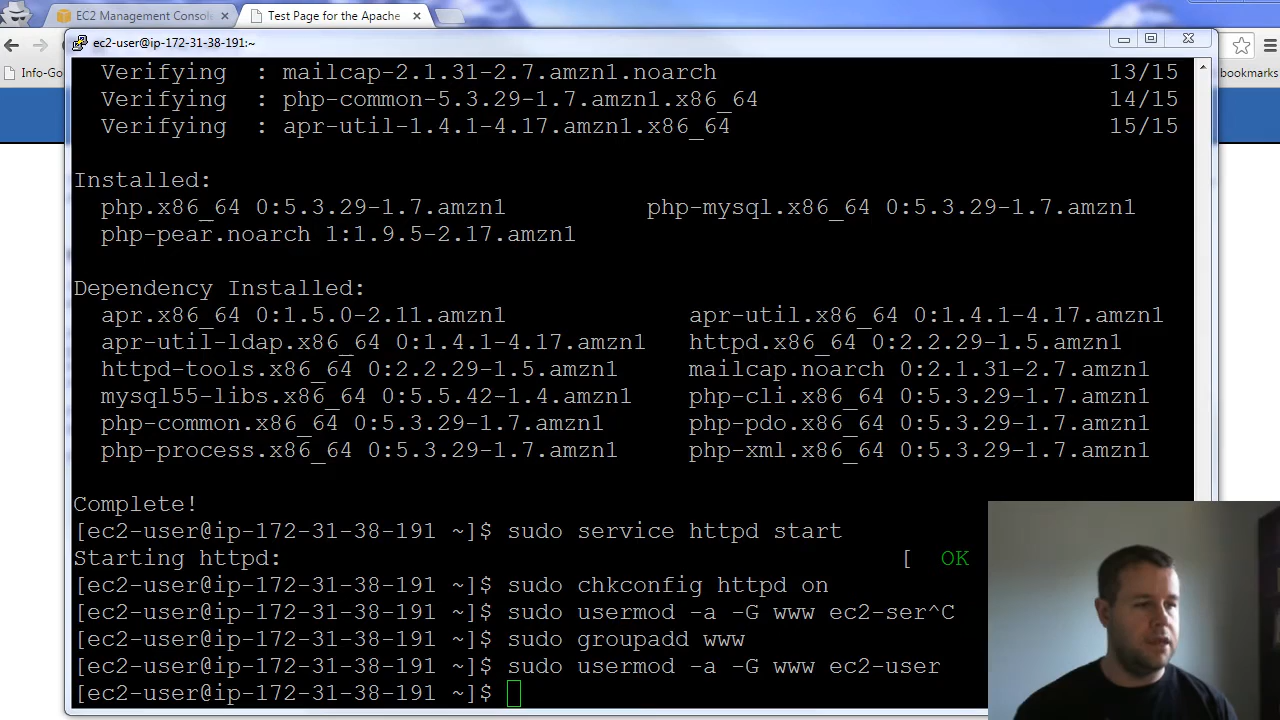 EC2 Management Consol
Test Page for the Apache
ec2-user@ip-172-31-38-191:~
Info-Go
bookmarks
Verifying : mailcap-2.1.31-2.7.amzn1.noarch 13/15
Verifying : php-common-5.3.29-1.7.amzn1.x86_64 14/15
Verifying : apr-util-1.4.1-4.17.amzn1.x86_64 15/15
Installed:
php.x86_64 0:5.3.29-1.7.amzn1 php-mysql.x86_64 0:5.3.29-1.7.amzn1
php-pear.noarch 1:1.9.5-2.17.amzn1
Dependency Installed:
apr.x86_64 0:1.5.0-2.11.amzn1 apr-util.x86_64 0:1.4.1-4.17.amzn1
apr-util-ldap.x86_64 0:1.4.1-4.17.amzn1 httpd.x86_64 0:2.2.29-1.5.amzn1
httpd-tools.x86_64 0:2.2.29-1.5.amzn1 mailcap.noarch 0:2.1.31-2.7.amzn1
mysql55-libs.x86_64 0:5.5.42-1.4.amzn1 php-cli.x86_64 0:5.3.29-1.7.amzn1
php-common.x86_64 0:5.3.29-1.7.amzn1 php-pdo.x86_64 0:5.3.29-1.7.amzn1
php-process.x86_64 0:5.3.29-1.7.amzn1 php-xml.x86_64 0:5.3.29-1.7.amzn1
Complete!
[ec2-user@ip-172-31-38-191 ~]$ sudo service httpd start
Starting httpd: [ OK
[ec2-user@ip-172-31-38-191 ~]$ sudo chkconfig httpd on
[ec2-user@ip-172-31-38-191 ~]$ sudo usermod -a -G www ec2-ser^C
[ec2-user@ip-172-31-38-191 ~]$ sudo groupadd www
[ec2-user@ip-172-31-38-191 ~]$ sudo usermod -a -G www ec2-user
[ec2-user@ip-172-31-38-191 ~]$